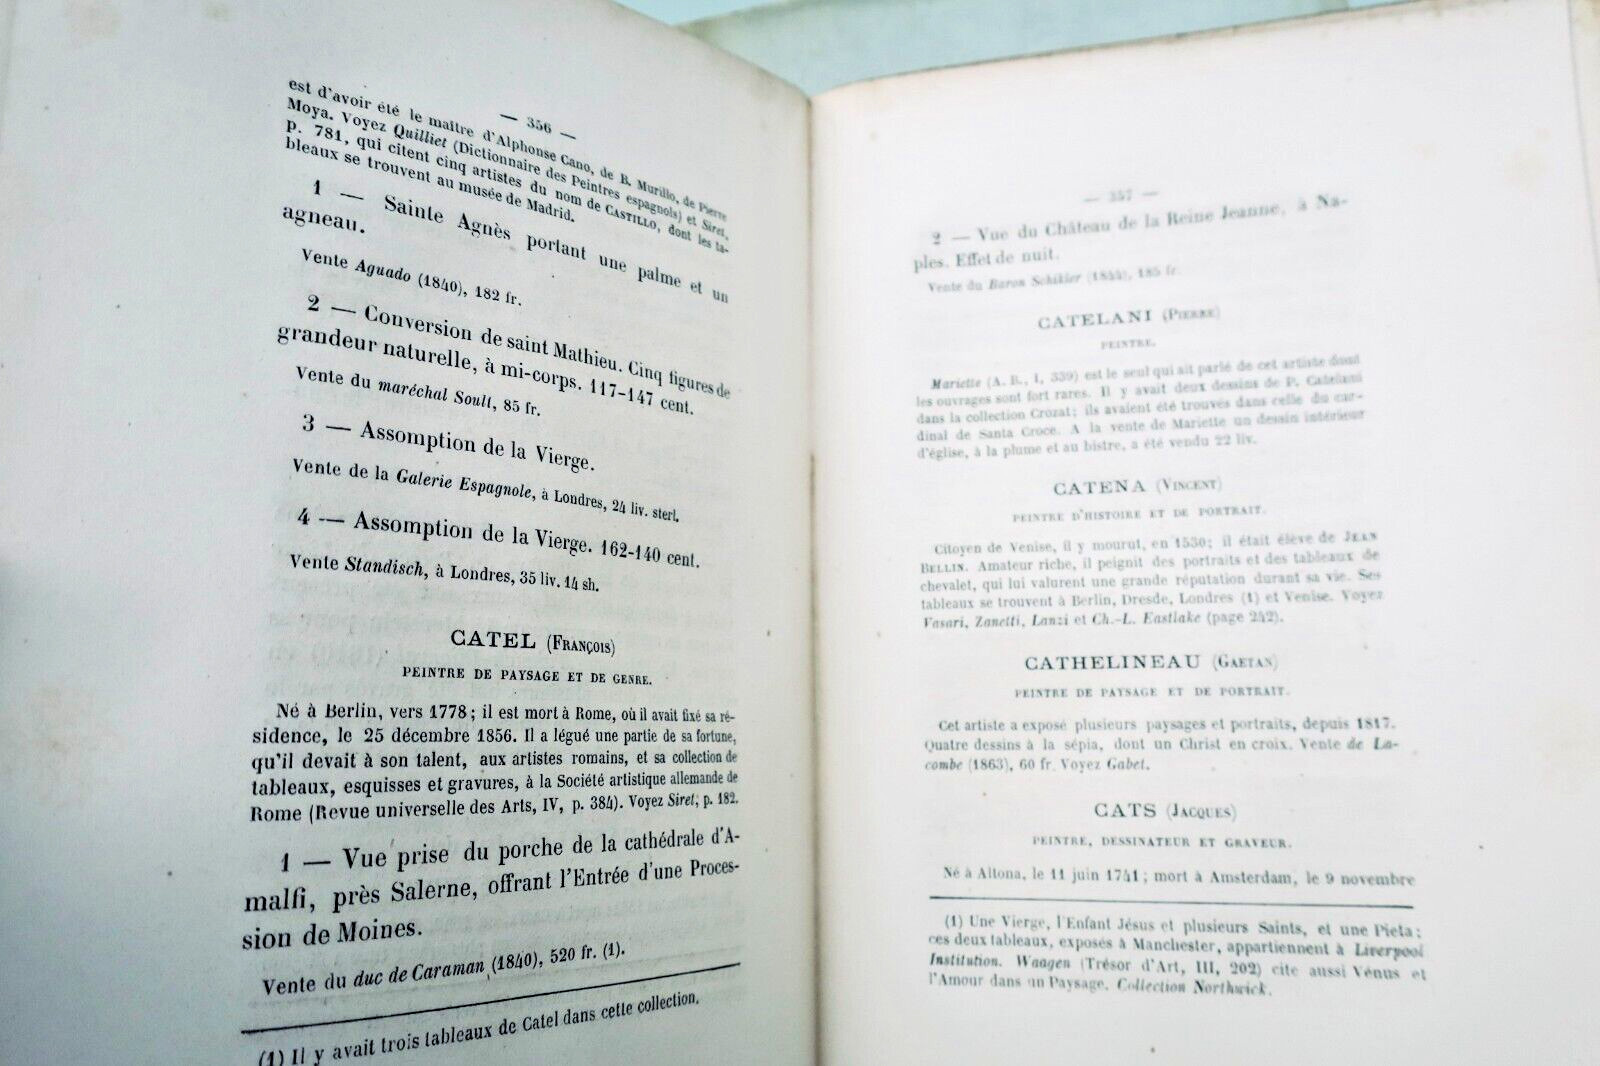 — 356 —
est d'avoir été le maître d'Alphonse Cano, de B. Murillo, de Pierre
Moya. Voyez Quilliet (Dictionnaire des Peintres espagnols) et Siret,
p. 781, qui citent cinq artistes du nom de CASTILLO, dont les ta-
bleaux se trouvent au musée de Madrid.
1 — Sainte Agnès portant une palme et un
agneau.
Vente Aguado (1840), 182 fr.
2 — Conversion de saint Mathieu. Cinq figures de
grandeur naturelle, à mi-corps. 117-147 cent.
Vente du maréchal Soult, 85 fr.
3 — Assomption de la Vierge.
Vente de la Galerie Espagnole, à Londres, 24 liv. sterl.
4 — Assomption de la Vierge. 162-140 cent.
Vente Standisch, à Londres, 35 liv. 14 sh.
CATEL (FRANÇOIS)
PEINTRE DE PAYSAGE ET DE GENRE.
Né à Berlin, vers 1778; il est mort à Rome, où il avait fixé sa ré-
sidence, le 25 décembre 1856. Il a légué une partie de sa fortune,
qu'il devait à son talent, aux artistes romains, et sa collection de
tableaux, esquisses et gravures, à la Société artistique allemande de
Rome (Revue universelle des Arts, IV, p. 384). Voyez Siret, p. 182.
1 — Vue prise du porche de la cathédrale d'A-
malfi, près Salerne, offrant l'Entrée d'une Proces-
sion de Moines.
Vente du duc de Caraman (1840), 520 fr. (1).
(1) Il y avait trois tableaux de Catel dans cette collection.
— 357 —
2 — Vue du Château de la Reine Jeanne, à Na-
ples. Effet de nuit.
Vente du Baron Schikler (1844), 185 fr.
CATELANI (PIERRE)
PEINTRE.
Mariette (A. B., I, 339) est le seul qui ait parlé de cet artiste dont
les ouvrages sont fort rares. Il y avait deux dessins de P. Catelani
dans la collection Crozat; ils avaient été trouvés dans celle du car-
dinal de Santa Croce. A la vente de Mariette un dessin intérieur
d'église, à la plume et au bistre, a été vendu 22 liv.
CATENA (VINCENT)
PEINTRE D'HISTOIRE ET DE PORTRAIT.
Citoyen de Venise, il y mourut, en 1530; il était élève de JEAN
BELLIN. Amateur riche, il peignit des portraits et des tableaux de
chevalet, qui lui valurent une grande réputation durant sa vie. Ses
tableaux se trouvent à Berlin, Dresde, Londres (1) et Venise. Voyez
Vasari, Zanetti, Lanzi et Ch.-L. Eastlake (page 242).
CATHELINEAU (GAETAN)
PEINTRE DE PAYSAGE ET DE PORTRAIT.
Cet artiste a exposé plusieurs paysages et portraits, depuis 1817.
Quatre dessins à la sépia, dont un Christ en croix. Vente de La-
combe (1863), 60 fr. Voyez Gabet.
CATS (JACQUES)
PEINTRE, DESSINATEUR ET GRAVEUR.
Né à Altona, le 11 juin 1741; mort à Amsterdam, le 9 novembre
(1) Une Vierge, l'Enfant Jésus et plusieurs Saints, et une Pieta;
ces deux tableaux, exposés à Manchester, appartiennent à Liverpool
Institution. Waagen (Trésor d'Art, III, 202) cite aussi Vénus et
l'Amour dans un Paysage. Collection Northwick.